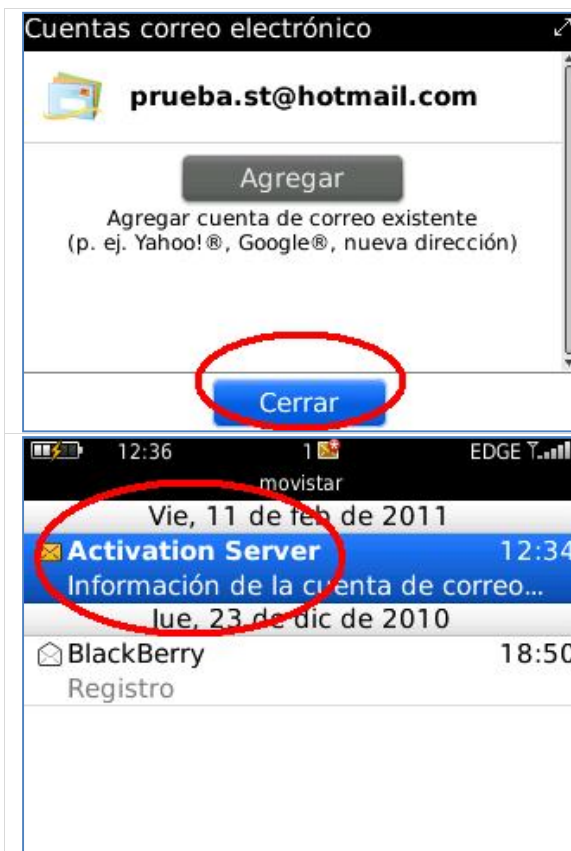 Cuentas correo electrónico
prueba.st@hotmail.com
Agregar
Agregar cuenta de correo existente
(p. ej. Yahoo!®, Google®, nueva dirección)
Cerrar
12:36 1 EDGE
movistar
Vie, 11 de feb de 2011
Activation Server 12:34
Información de la cuenta de correo...
Jue, 23 de dic de 2010
BlackBerry 18:50
Registro